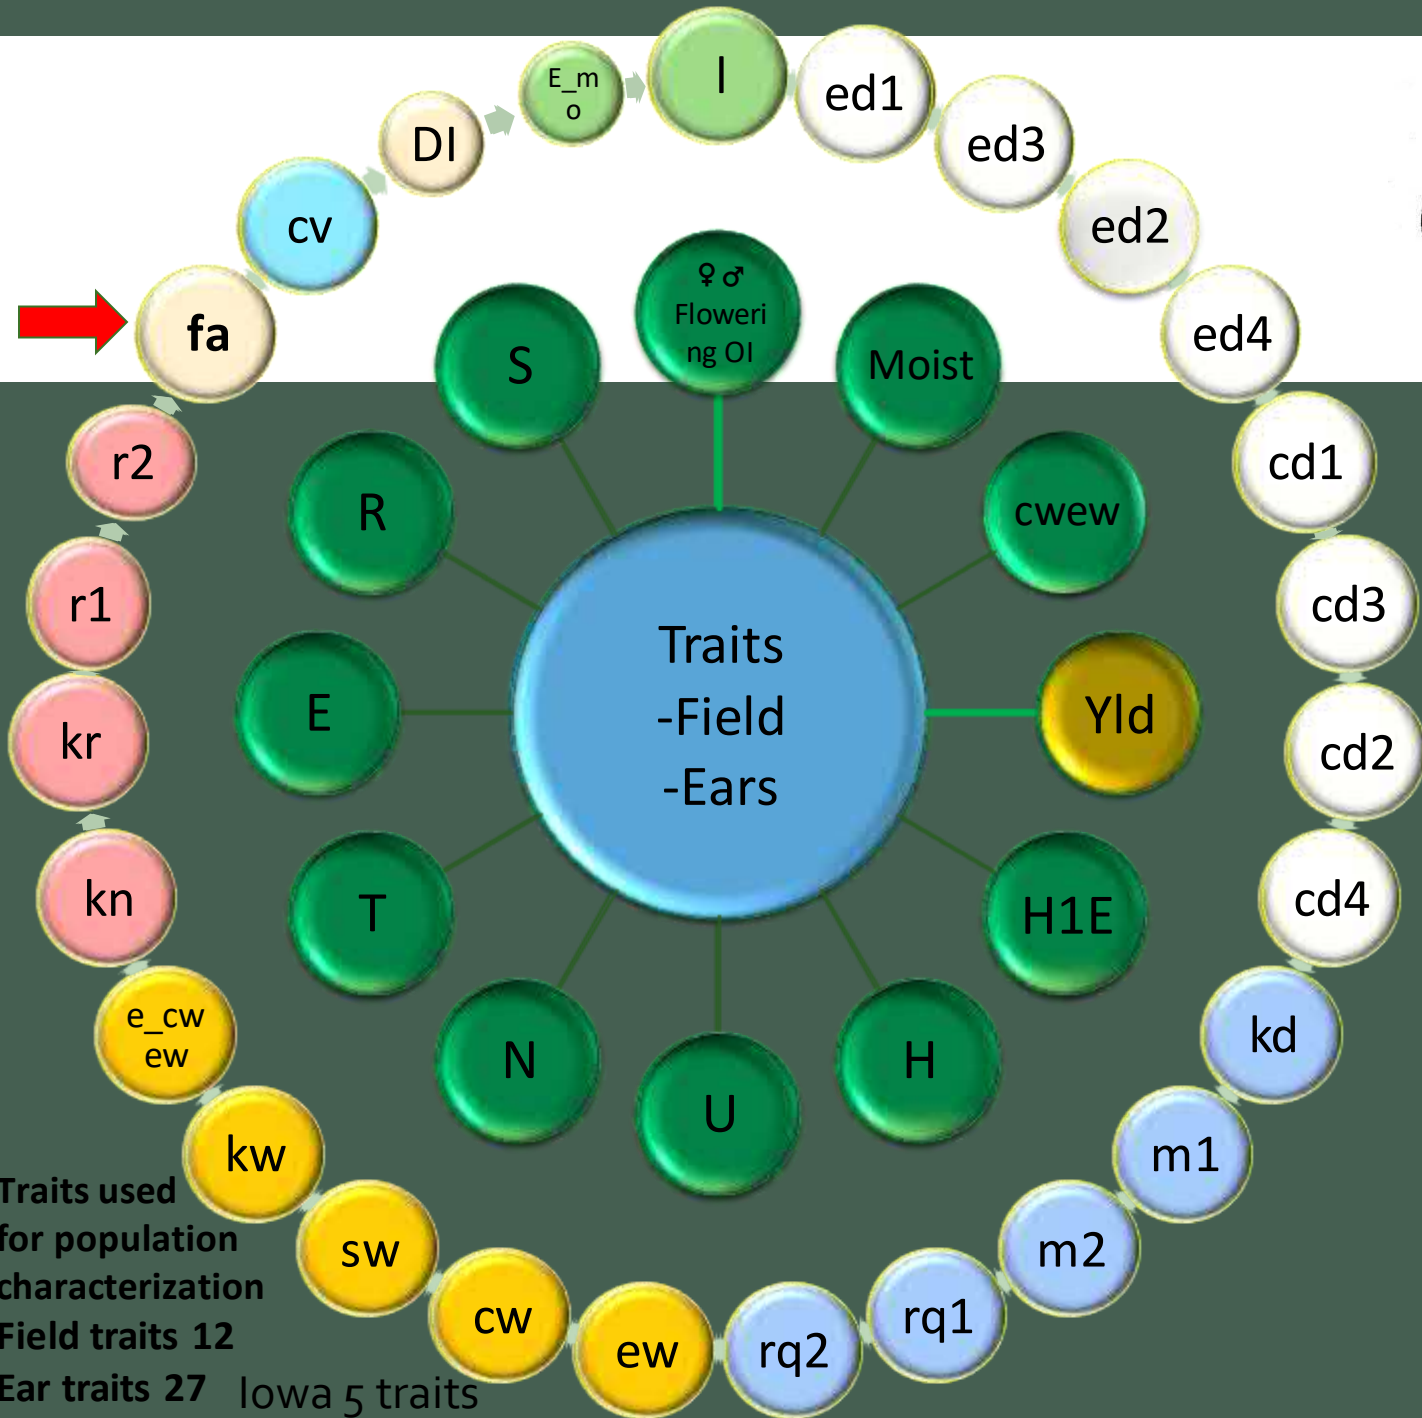 E_m
o
l
ed1
DI
ed3
cv
ed2
fa
ed4
♀♂
Floweri
ng OI
S
Moist
r2
cd1
R
cwew
r1
cd3
Traits
-Field
-Ears
E
Yld
kr
cd2
kn
cd4
T
H1E
e_cw
ew
kd
N
H
U
kw
m1
Traits used
for population
characterization
Field traits 12
Ear traits 27
Iowa 5 traits
sw
m2
cw
rq1
ew
rq2